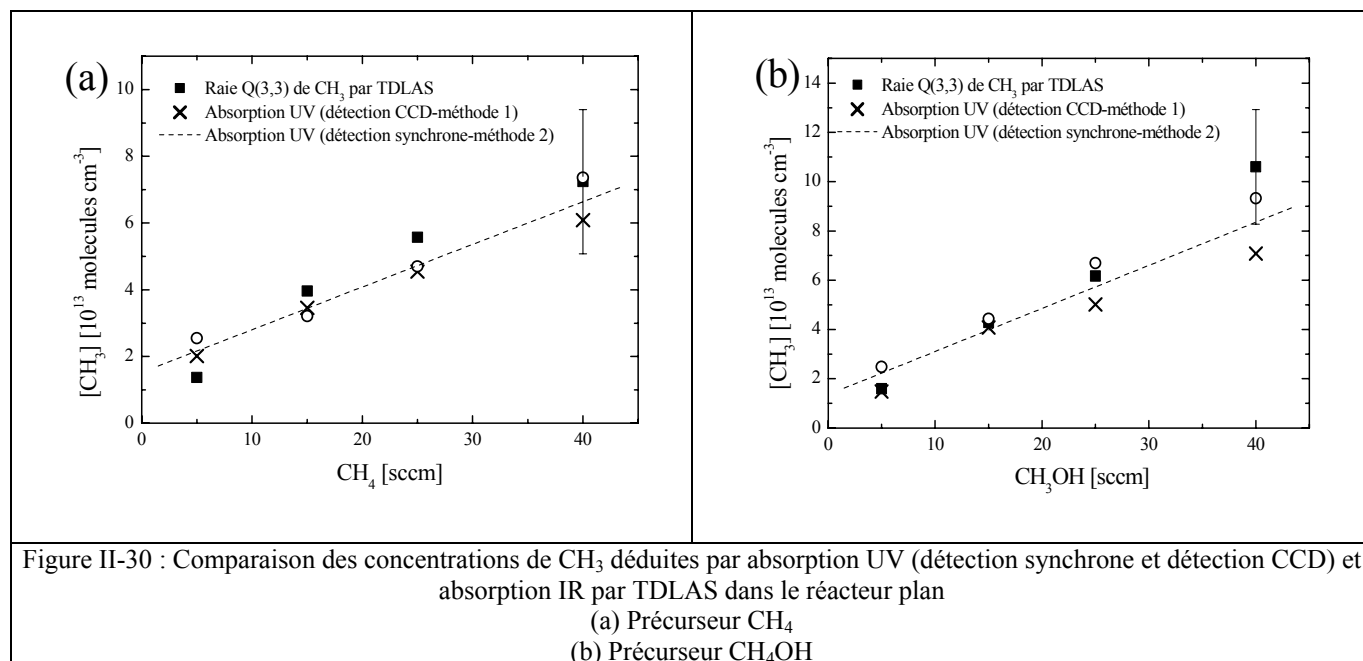 (a)
■ Raie Q(3,3) de CH₃ par TDLAS
× Absorption UV (détection CCD-méthode 1)
Absorption UV (détection synchrone-méthode 2)
[CH₃] [10¹³ molecules cm⁻³]
10
8
6
4
2
0
0 10 20 30 40
CH₄ [sccm]
(b)
■ Raie Q(3,3) de CH₃ par TDLAS
× Absorption UV (détection CCD-méthode 1)
Absorption UV (détection synchrone-méthode 2)
[CH₃] [10¹³ molecules cm⁻³]
14
12
10
8
6
4
2
0
0 10 20 30 40
CH₃OH [sccm]
Figure II-30 : Comparaison des concentrations de CH₃ déduites par absorption UV (détection synchrone et détection CCD) et
absorption IR par TDLAS dans le réacteur plan
(a) Précurseur CH₄
(b) Précurseur CH₄OH